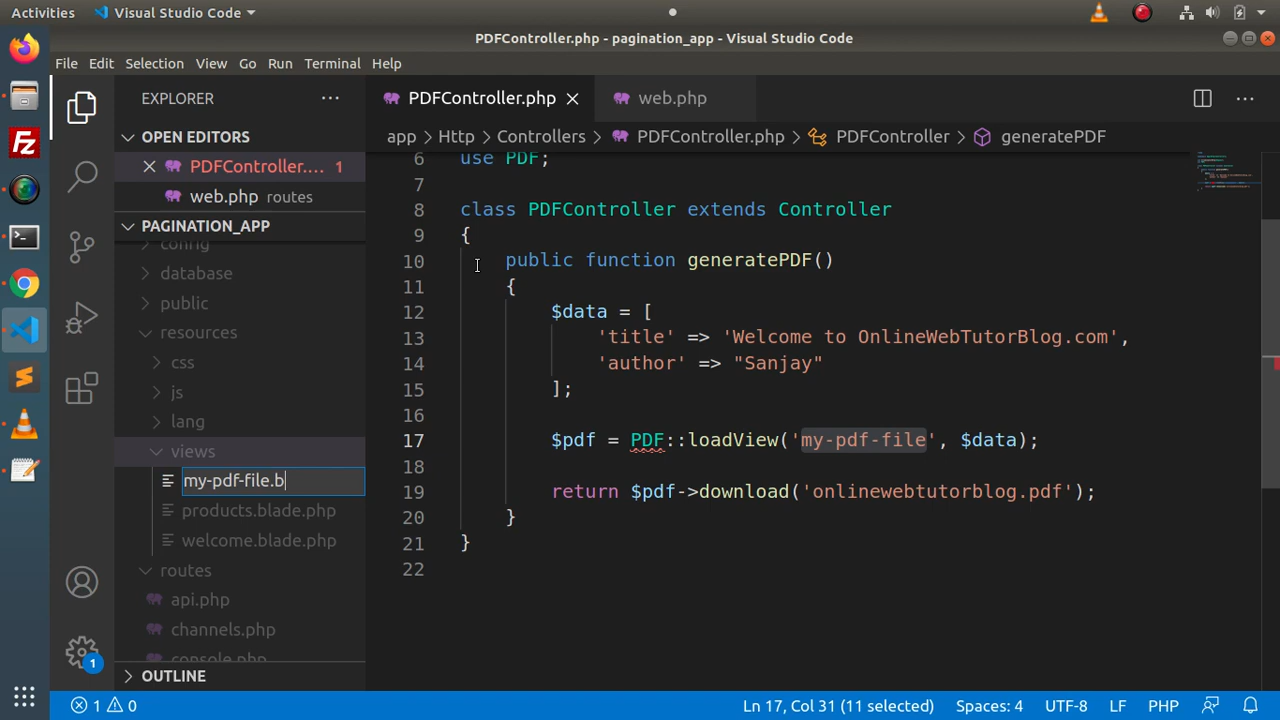 Activities
Visual Studio Code
PDFController.php - pagination_app - Visual Studio Code
File Edit Selection View Go Run Terminal Help
EXPLORER
OPEN EDITORS
PDFController.... 1
web.php routes
PAGINATION_APP
config
database
public
resources
css
js
lang
views
my-pdf-file.b
products.blade.php
welcome.blade.php
routes
api.php
channels.php
console.php
OUTLINE
PDFController.php
web.php
app > Http > Controllers > PDFController.php > PDFController > generatePDF
6 use PDF;
7
8 class PDFController extends Controller
9 {
10 public function generatePDF()
11 {
12 $data = [
13 'title' => 'Welcome to OnlineWebTutorBlog.com',
14 'author' => "Sanjay"
15 ];
16
17 $pdf = PDF::loadView('my-pdf-file', $data);
18
19 return $pdf->download('onlinewebtutorblog.pdf');
20 }
21 }
22
1
1 0
Ln 17, Col 31 (11 selected) Spaces: 4 UTF-8 LF PHP